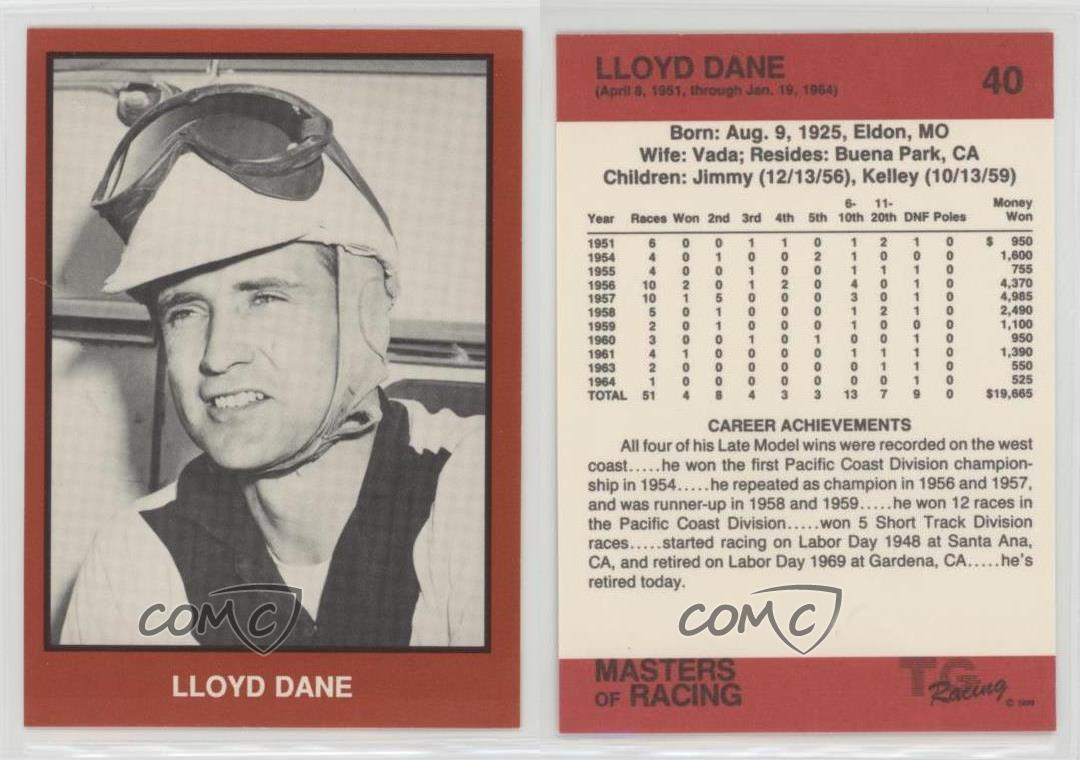 LLOYD DANE
COMC
LLOYD DANE
40
(April 8, 1951, through Jan. 19, 1964)
Born: Aug. 9, 1925, Eldon, MO
Wife: Vada; Resides: Buena Park, CA
Children: Jimmy (12/13/56), Kelley (10/13/59)
6- 11- Money
Year Races Won 2nd 3rd 4th 5th 10th 20th DNF Poles Won
1951 6 0 0 1 1 0 1 2 1 0 $ 950
1954 4 0 1 0 0 2 1 0 0 0 1,600
1955 4 0 0 1 0 0 1 1 1 0 755
1956 10 2 0 1 2 0 4 0 1 0 4,370
1957 10 1 5 0 0 0 3 0 1 0 4,985
1958 5 0 1 0 0 0 1 2 1 0 2,490
1959 2 0 1 0 0 0 1 0 0 0 1,100
1960 3 0 0 1 0 1 0 0 1 0 950
1961 4 1 0 0 0 0 1 1 1 0 1,390
1963 2 0 0 0 0 0 0 1 1 0 550
1964 1 0 0 0 0 0 0 0 1 0 525
TOTAL 51 4 8 4 3 3 13 7 9 0 $19,665
CAREER ACHIEVEMENTS
All four of his Late Model wins were recorded on the west
coast.....he won the first Pacific Coast Division champion-
ship in 1954.....he repeated as champion in 1956 and 1957,
and was runner-up in 1958 and 1959.....he won 12 races in
the Pacific Coast Division.....won 5 Short Track Division
races.....started racing on Labor Day 1948 at Santa Ana,
CA, and retired on Labor Day 1969 at Gardena, CA.....he's
retired today.
COMC
MASTERS
OF RACING
TG
Racing